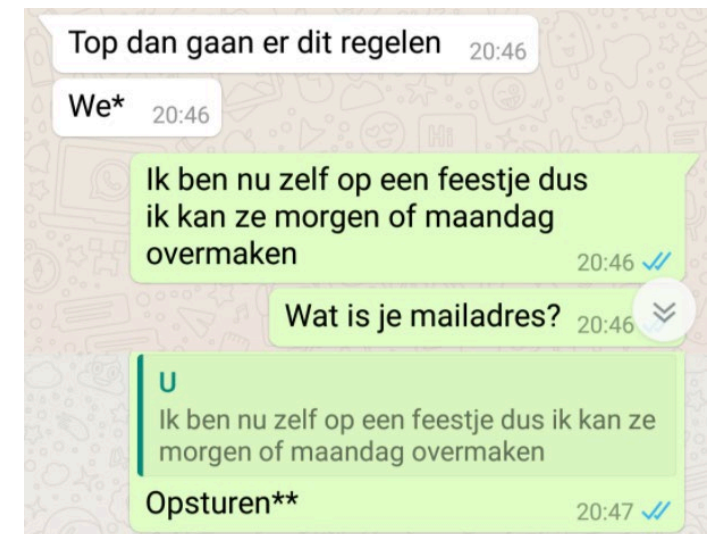 Top dan gaan er dit regelen 20:46
We* 20:46
Ik ben nu zelf op een feestje dus
ik kan ze morgen of maandag
overmaken 20:46
Wat is je mailadres? 20:46
U
Ik ben nu zelf op een feestje dus ik kan ze
morgen of maandag overmaken
Opsturen** 20:47